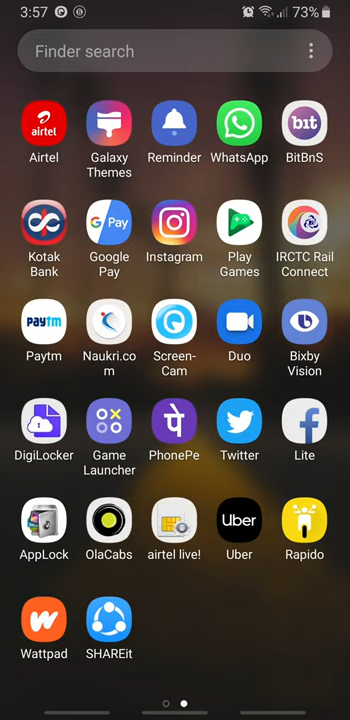 3:57
73%
Finder search
airtel
bit
Airtel
Galaxy
Themes
Reminder
WhatsApp
BitBnS
G Pay
Kotak
Bank
Google
Pay
Instagram
Play
Games
IRCTC Rail
Connect
paytm
Paytm
Naukri.co
m
Screen-
Cam
Duo
Bixby
Vision
पे
DigiLocker
Game
Launcher
PhonePe
Twitter
Lite
Uber
AppLock
OlaCabs
airtel live!
Uber
Rapido
Wattpad
SHAREit